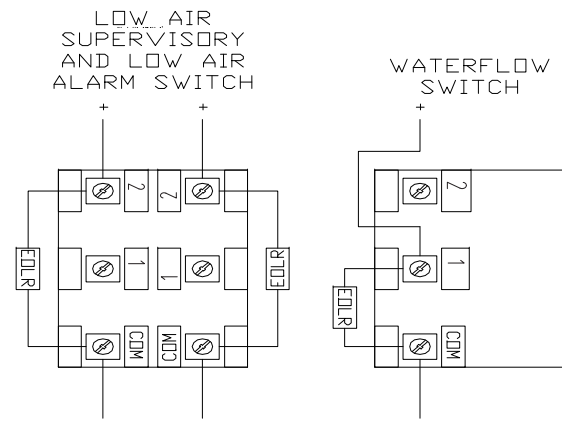 LOW AIR
SUPERVISORY
AND LOW AIR
ALARM SWITCH
WATERFLOW
SWITCH
+ + +
2 2 2
1 1 1
EOLR EOLR EOLR
COM COM COM